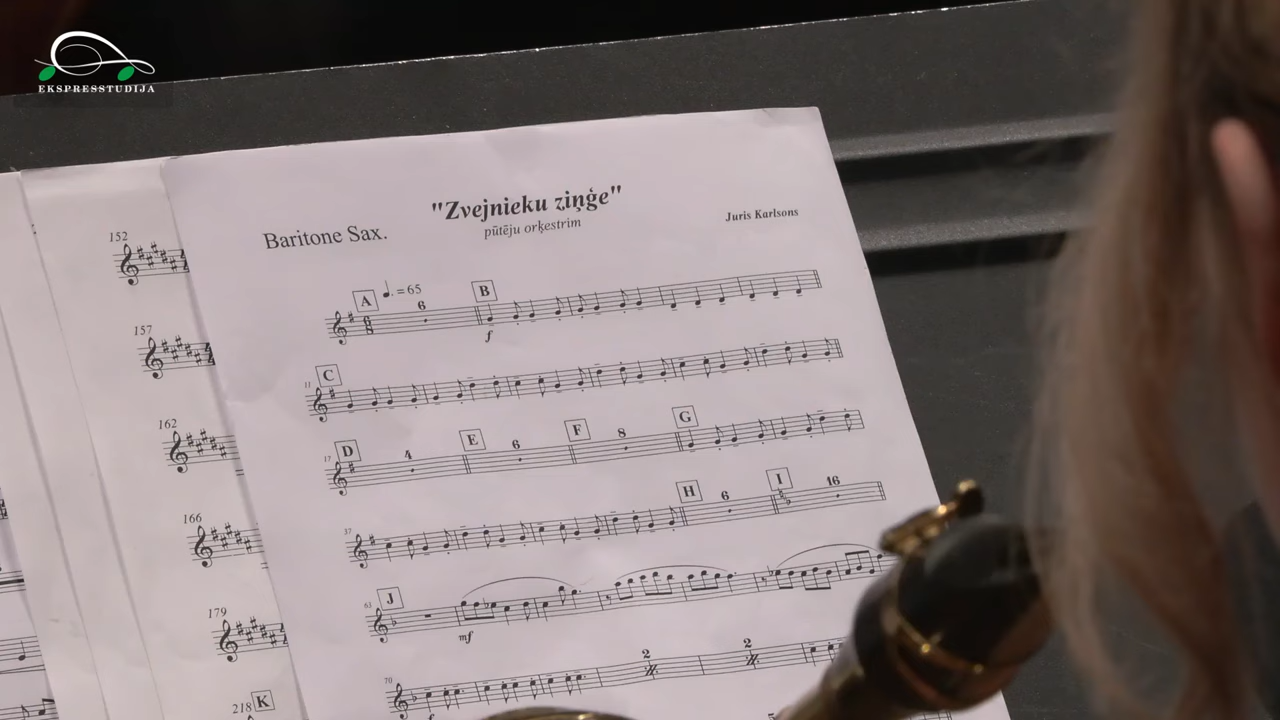 EKSPRESSTUDIJA
"Zvejnieku ziņģe"
pūtēju orķestrim
Juris Karlsons
Baritone Sax.
A ♩. = 65 6 B
f
11 C
17 D 4 E 6 F 8 G
37 H 6 I 16
63 J
mf
70 2 2
152
157
162
166
179
218 K